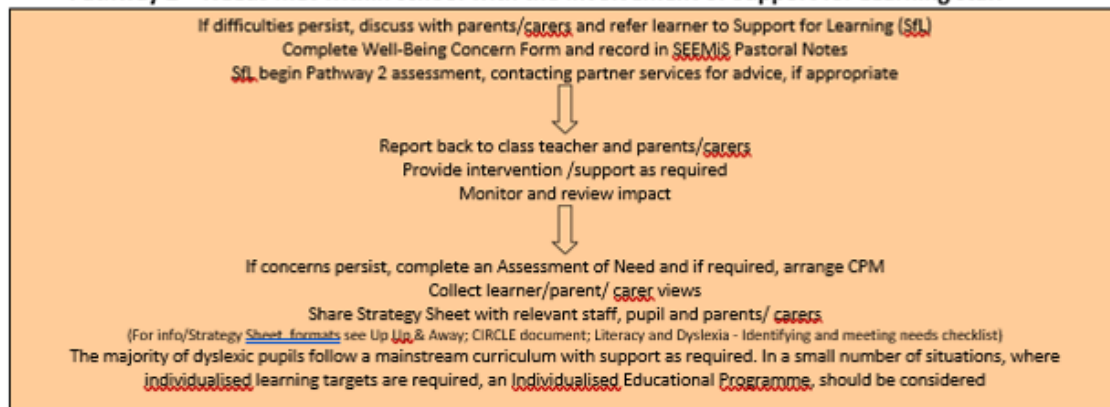 If difficulties persist, discuss with parents/carers and refer learner to Support for Learning (SfL)
Complete Well-Being Concern Form and record in SEEMiS Pastoral Notes
SfL begin Pathway 2 assessment, contacting partner services for advice, if appropriate
Report back to class teacher and parents/carers
Provide intervention /support as required
Monitor and review impact
If concerns persist, complete an Assessment of Need and if required, arrange CPM
Collect learner/parent/ carer views
Share Strategy Sheet with relevant staff, pupil and parents/ carers
(For info/Strategy Sheet formats see Up Up & Away; CIRCLE document; Literacy and Dyslexia - Identifying and meeting needs checklist)
The majority of dyslexic pupils follow a mainstream curriculum with support as required. In a small number of situations, where
individualised learning targets are required, an Individualised Educational Programme, should be considered